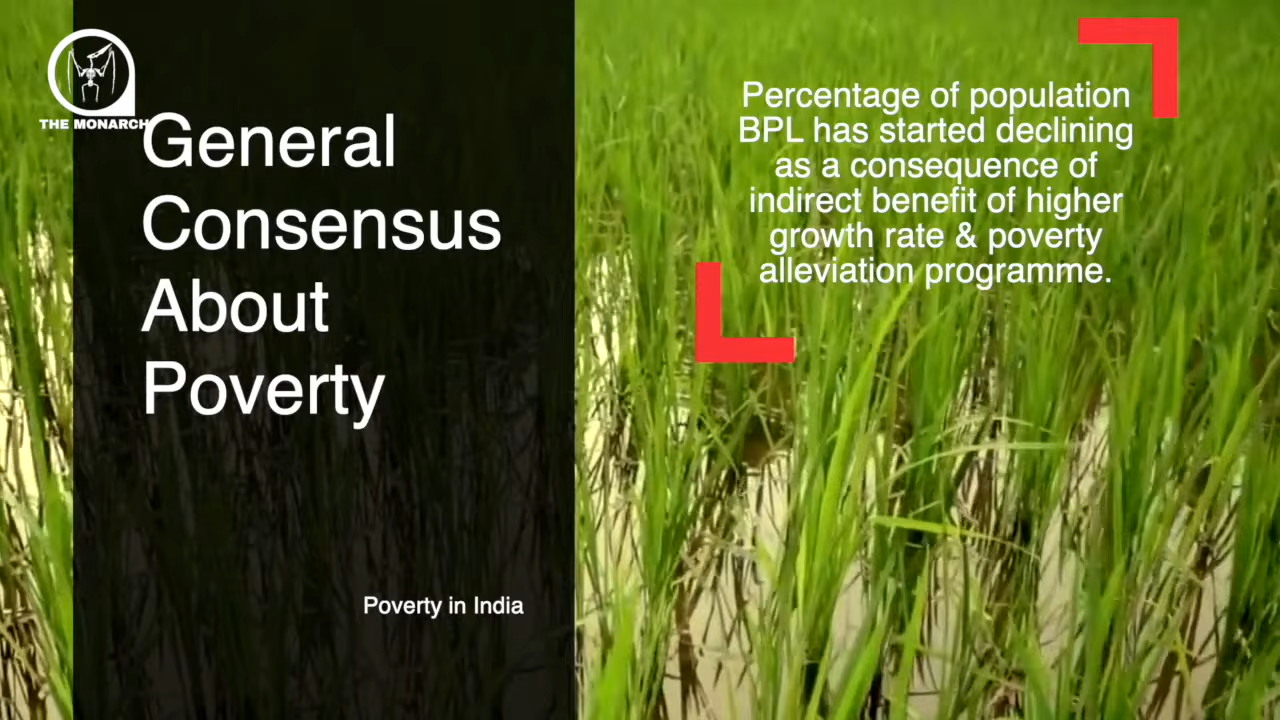 THE MONARCH
General
Consensus
About
Poverty
Poverty in India
Percentage of population
BPL has started declining
as a consequence of
indirect benefit of higher
growth rate & poverty
alleviation programme.